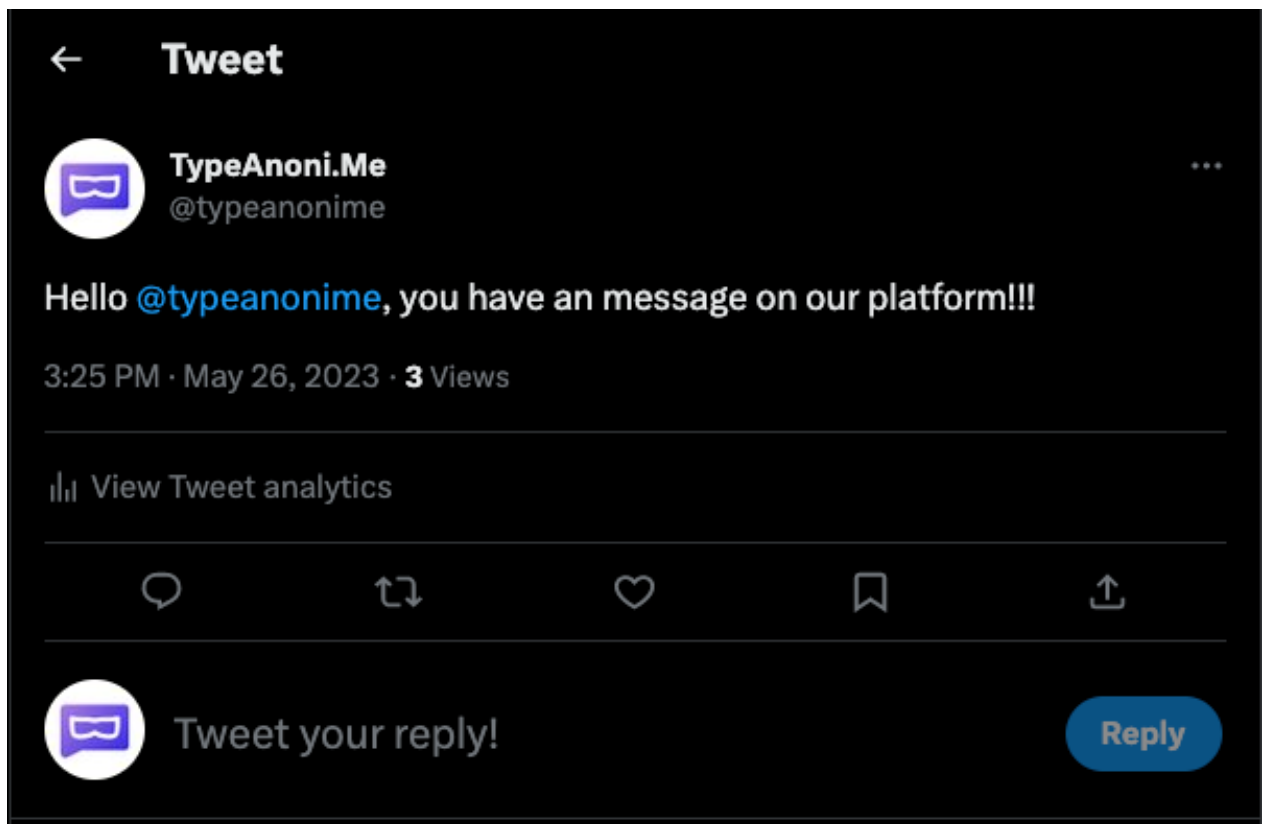 Tweet
TypeAnoni.Me
@typeanonime
Hello @typeanonime, you have an message on our platform!!!
3:25 PM · May 26, 2023 · 3 Views
View Tweet analytics
Tweet your reply!
Reply